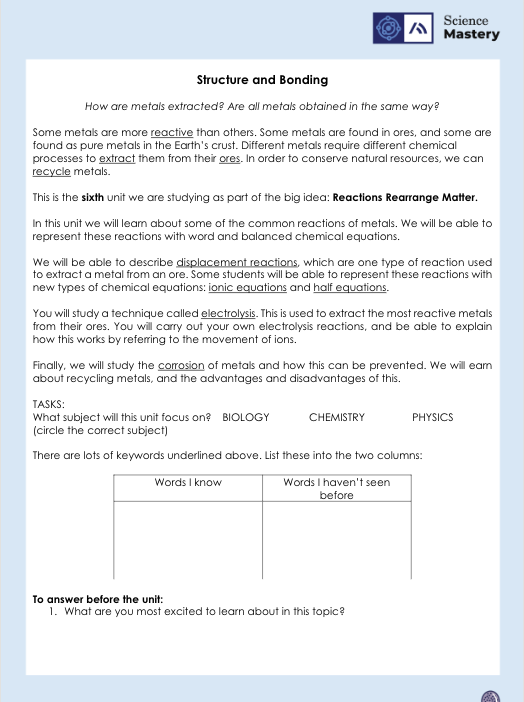 Science
Mastery
Structure and Bonding
How are metals extracted? Are all metals obtained in the same way?
Some metals are more reactive than others. Some metals are found in ores, and some are
found as pure metals in the Earth's crust. Different metals require different chemical
processes to extract them from their ores. In order to conserve natural resources, we can
recycle metals.
This is the sixth unit we are studying as part of the big idea: Reactions Rearrange Matter.
In this unit we will learn about some of the common reactions of metals. We will be able to
represent these reactions with word and balanced chemical equations.
We will be able to describe displacement reactions, which are one type of reaction used
to extract a metal from an ore. Some students will be able to represent these reactions with
new types of chemical equations: ionic equations and half equations.
You will study a technique called electrolysis. This is used to extract the most reactive metals
from their ores. You will carry out your own electrolysis reactions, and be able to explain
how this works by referring to the movement of ions.
Finally, we will study the corrosion of metals and how this can be prevented. We will earn
about recycling metals, and the advantages and disadvantages of this.
TASKS:
What subject will this unit focus on? BIOLOGY CHEMISTRY PHYSICS
(circle the correct subject)
There are lots of keywords underlined above. List these into the two columns:
Words I know Words I haven't seen
before
To answer before the unit:
1. What are you most excited to learn about in this topic?